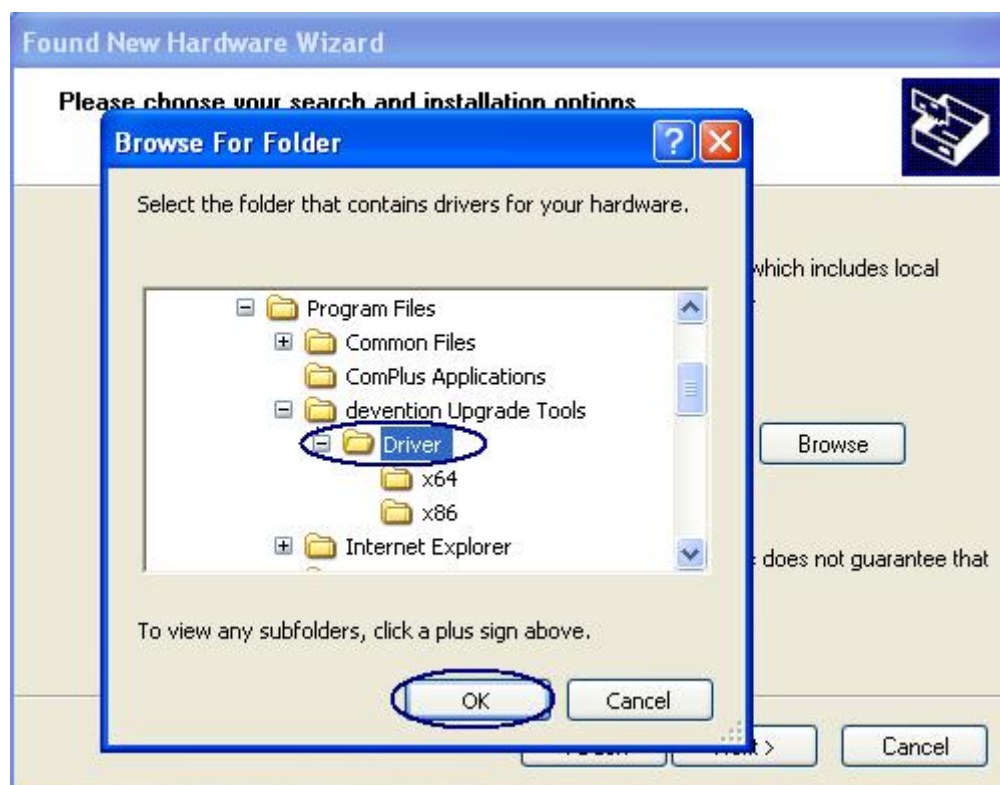 Found New Hardware Wizard
Please choose your search and installation options
Browse For Folder
Select the folder that contains drivers for your hardware.
which includes local
Program Files
Common Files
ComPlus Applications
devention Upgrade Tools
Driver
Browse
x64
x86
Internet Explorer
does not guarantee that
To view any subfolders, click a plus sign above.
OK
Cancel
>
Cancel